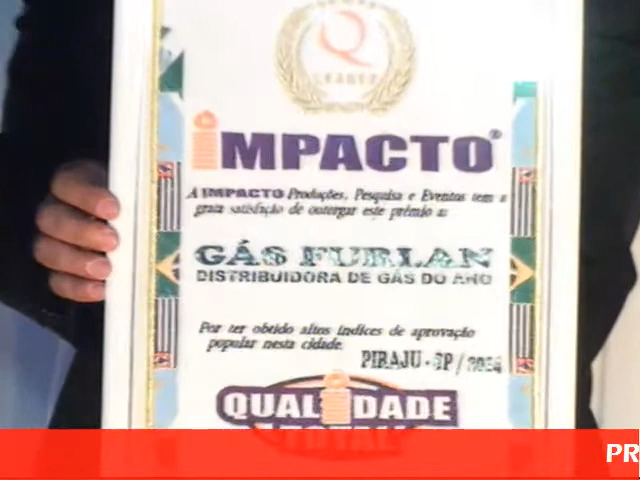 Q
IMPACTO®
A IMPACTO Produções, Pesquisa e Eventos tem a
grata satisfação de outorgar este prêmio a:
GÁS FURLAN
DISTRIBUIDORA DE GÁS DO ANO
Por ter obtido altos índices de aprovação
popular nesta cidade.
PIRAJU - SP /
QUALIDADE
TOTAL
PR